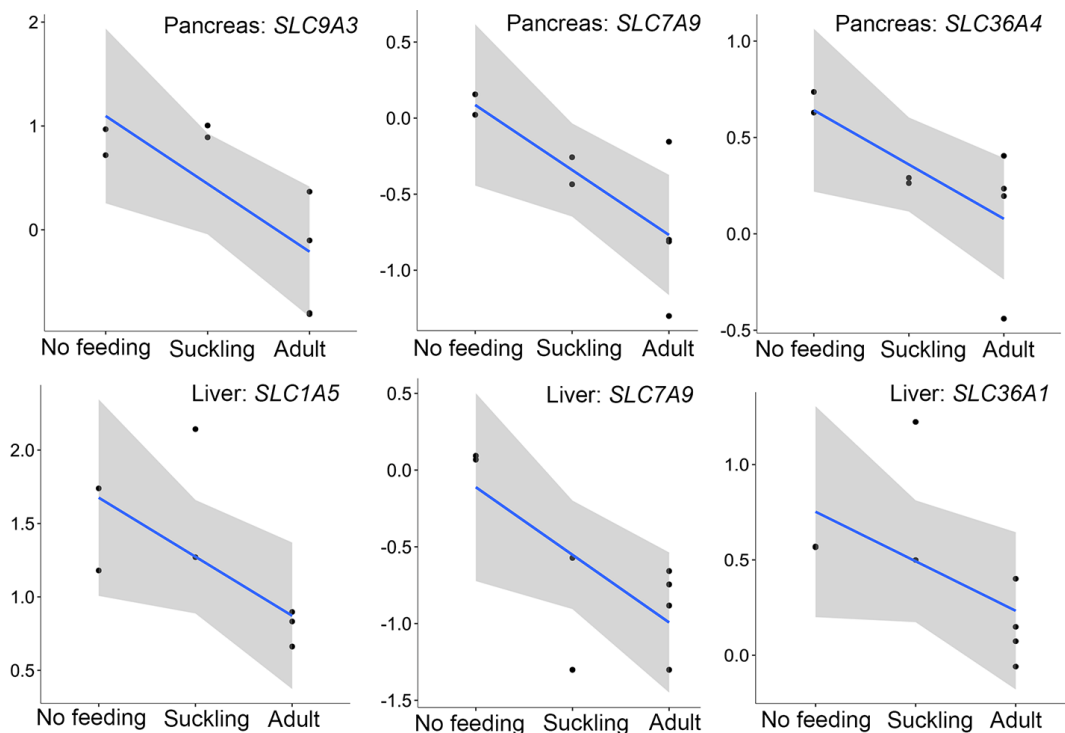 Pancreas: SLC9A3
2
1
0
No feeding Suckling Adult
Pancreas: SLC7A9
0.5
0.0
-0.5
-1.0
No feeding Suckling Adult
Pancreas: SLC36A4
1.0
0.5
0.0
-0.5
No feeding Suckling Adult
Liver: SLC1A5
2.0
1.5
1.0
0.5
No feeding Suckling Adult
Liver: SLC7A9
0.5
0.0
-0.5
-1.0
-1.5
No feeding Suckling Adult
Liver: SLC36A1
1.0
0.5
0.0
No feeding Suckling Adult